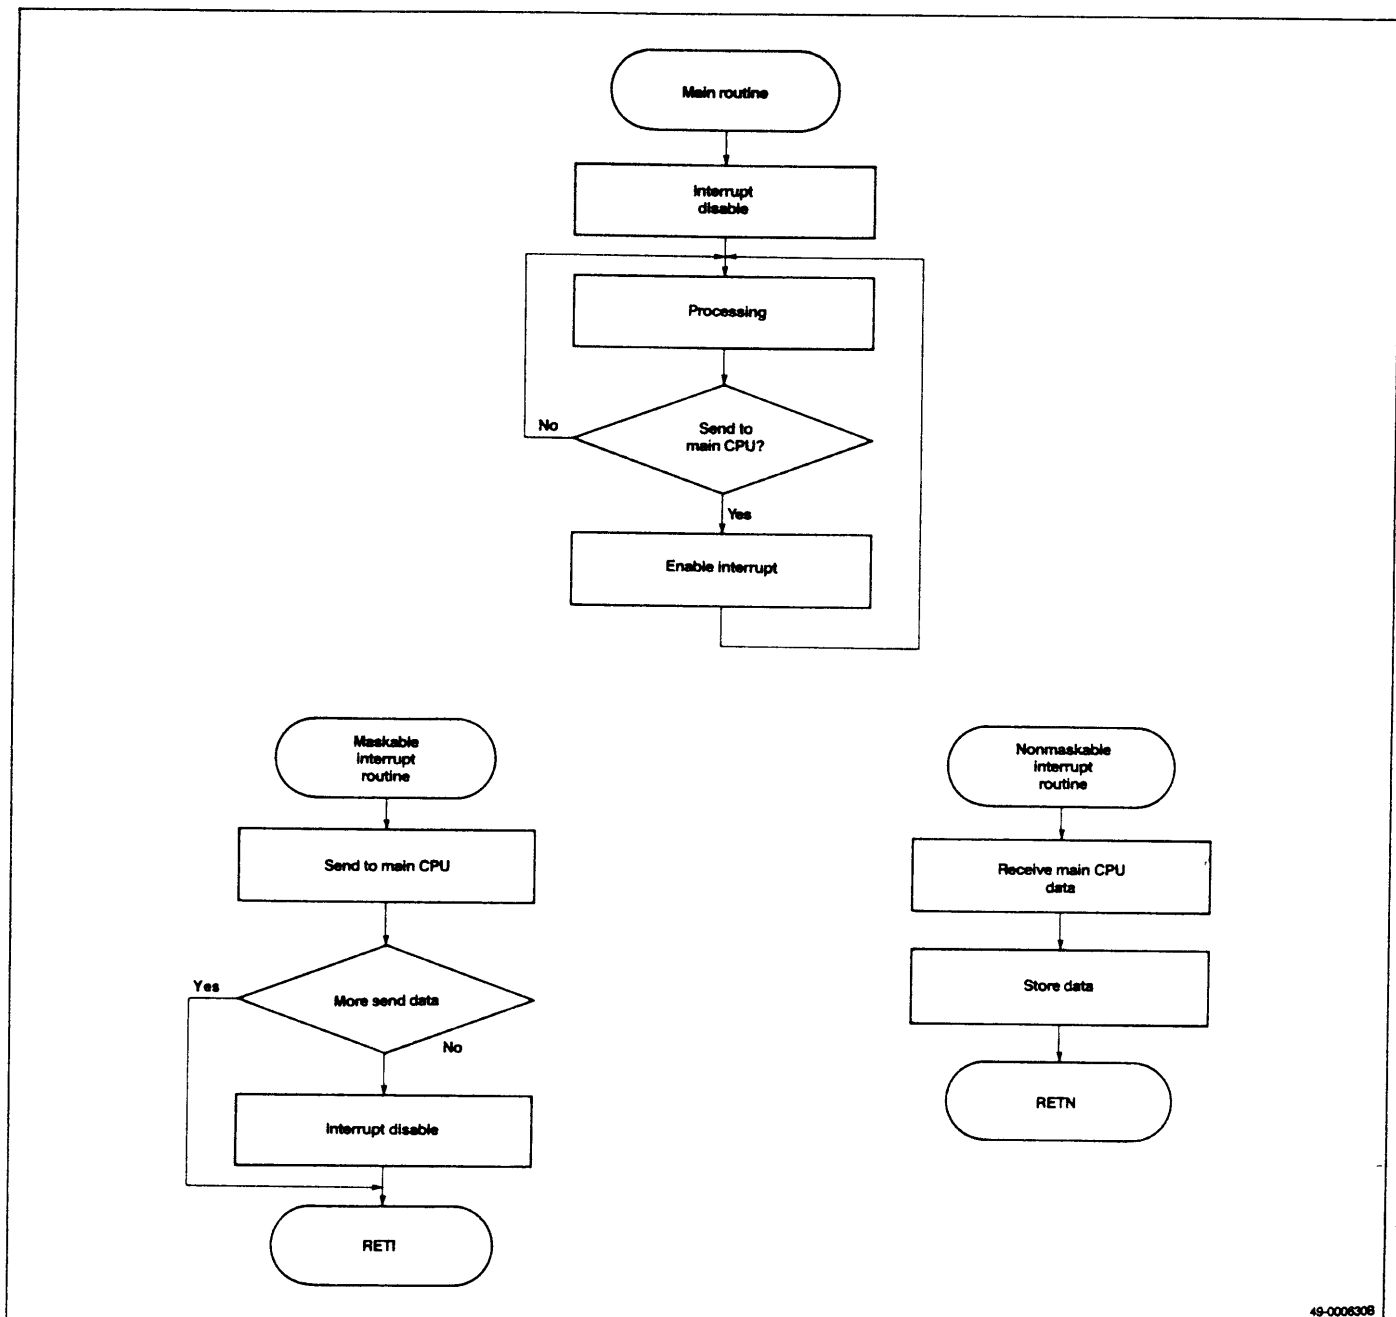 Main routine
Interrupt
disable
Processing
No
Send to
main CPU?
Yes
Enable interrupt
Maskable
interrupt
routine
Send to main CPU
Yes
More send data
No
Interrupt disable
RETI
Nonmaskable
interrupt
routine
Receive main CPU
data
Store data
RETN
49-000630B